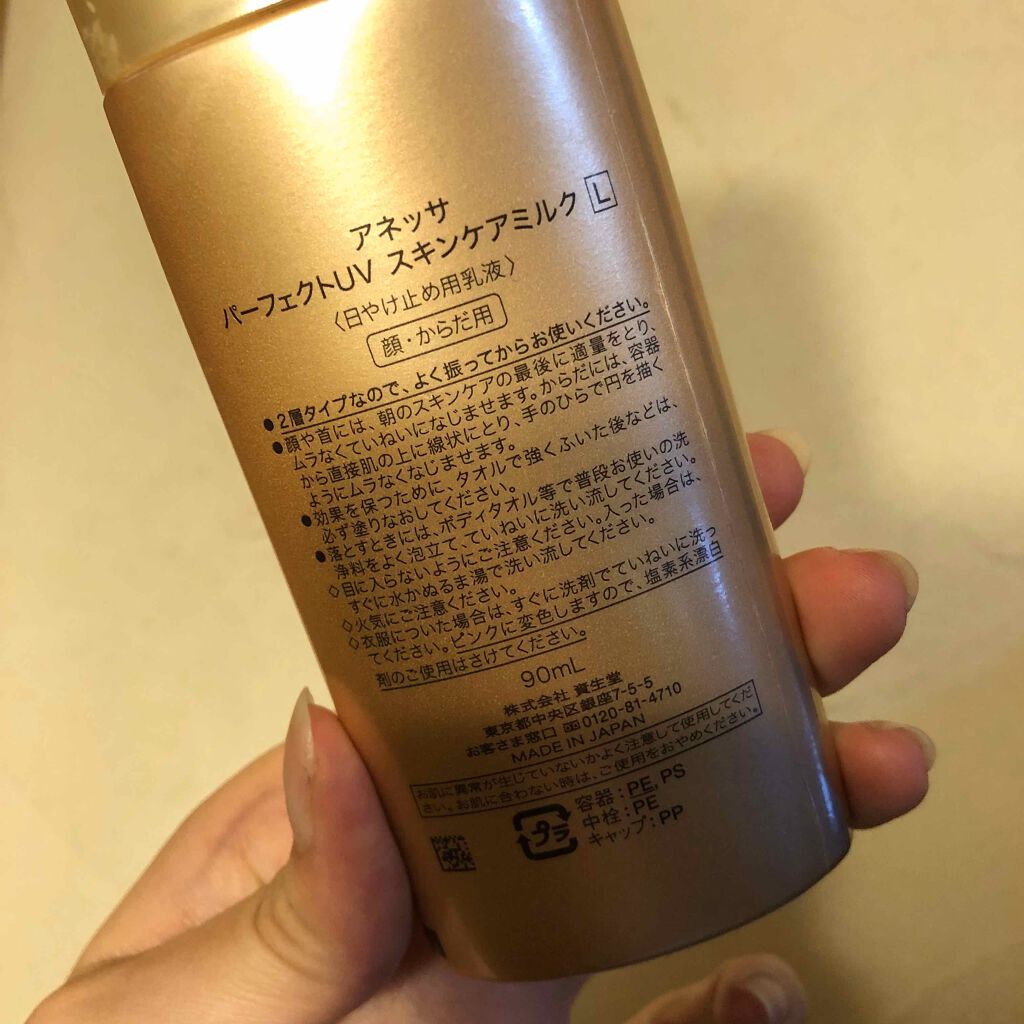 アネッサ
パーフェクトUV スキンケアミルク L
〈日やけ止め用乳液〉
顔・からだ用
●2層タイプなので、よく振ってからお使いください。
●顔や首には、朝のスキンケアの最後に適量をとり、
ムラなくていねいになじませます。からだには、容器
から直接肌の上に線状にとり、手のひらで円を描く
ようにムラなくなじませます。
●効果を保つために、タオルで強くふいた後などは、
必ず塗りなおしてください。
●落とすときには、ボディタオル等で普段お使いの洗
浄料をよく泡立て、ていねいに洗い流してください。
◇目に入らないようにご注意ください。入った場合は、
すぐに水かぬるま湯で洗い流してください。
◇火気にご注意ください。
◇衣服についた場合は、すぐに洗剤でていねいに洗っ
てください。ピンクに変色しますので、塩素系漂白
剤のご使用はさけてください。
90mL
株式会社 資生堂
東京都中央区銀座7-5-5
お客さま窓口 0120-81-4710
MADE IN JAPAN
お肌に異常が生じていないかよく注意して使用してくだ
さい。お肌に合わない時は、ご使用をおやめください。
プラ
容器:PE, PS
中栓:PE
キャップ:PP